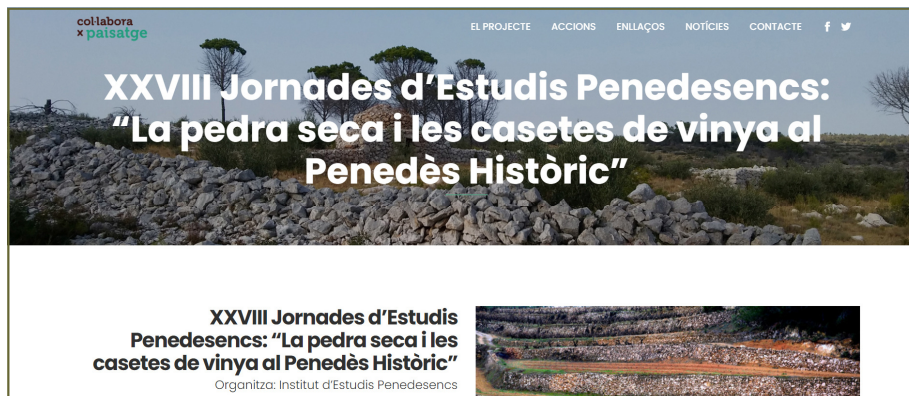 col·labora
× paisatge
EL PROJECTE ACCIONS ENLLAÇOS NOTÍCIES CONTACTE
XXVIII Jornades d’Estudis Penedesencs:
“La pedra seca i les casetes de vinya al
Penedès Històric”
XXVIII Jornades d’Estudis
Penedesencs: “La pedra seca i les
casetes de vinya al Penedès Històric”
Organitza: Institut d’Estudis Penedesencs